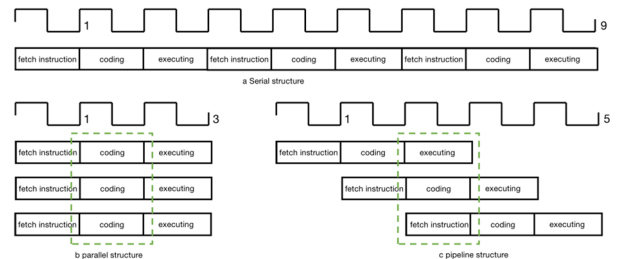 1 9
fetch instruction coding executing fetch instruction coding executing fetch instruction coding executing
a Serial structure
1 3
fetch instruction coding executing
fetch instruction coding executing
fetch instruction coding executing
b parallel structure
1 5
fetch instruction coding executing
fetch instruction coding executing
fetch instruction coding executing
c pipeline structure